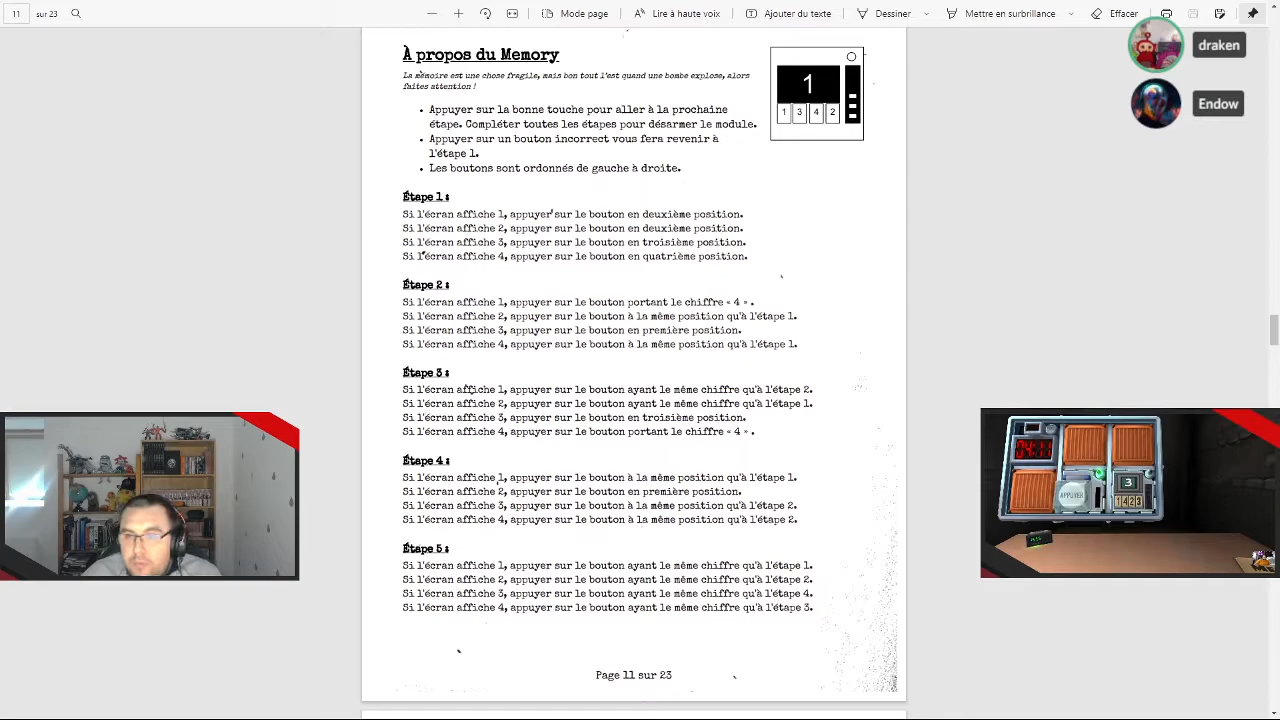 11 sur 23 Mode page Lire à haute voix Ajouter du texte Dessiner Mettre en surbrillance Effacer
draken
Endow
À propos du Memory
La mémoire est une chose fragile, mais bon tout l'est quand une bombe explose, alors
faites attention !
• Appuyer sur la bonne touche pour aller à la prochaine
étape. Compléter toutes les étapes pour désarmer le module.
• Appuyer sur un bouton incorrect vous fera revenir à
l'étape 1.
• Les boutons sont ordonnés de gauche à droite.
1
1 3 4 2
Étape 1 :
Si l'écran affiche 1, appuyer sur le bouton en deuxième position.
Si l'écran affiche 2, appuyer sur le bouton en deuxième position.
Si l'écran affiche 3, appuyer sur le bouton en troisième position.
Si l'écran affiche 4, appuyer sur le bouton en quatrième position.
Étape 2 :
Si l'écran affiche 1, appuyer sur le bouton portant le chiffre « 4 » .
Si l'écran affiche 2, appuyer sur le bouton à la même position qu'à l'étape 1.
Si l'écran affiche 3, appuyer sur le bouton en première position.
Si l'écran affiche 4, appuyer sur le bouton à la même position qu'à l'étape 1.
Étape 3 :
Si l'écran affiche 1, appuyer sur le bouton ayant le même chiffre qu'à l'étape 2.
Si l'écran affiche 2, appuyer sur le bouton ayant le même chiffre qu'à l'étape 1.
Si l'écran affiche 3, appuyer sur le bouton en troisième position.
Si l'écran affiche 4, appuyer sur le bouton portant le chiffre « 4 » .
Étape 4 :
Si l'écran affiche 1, appuyer sur le bouton à la même position qu'à l'étape 1.
Si l'écran affiche 2, appuyer sur le bouton en première position.
Si l'écran affiche 3, appuyer sur le bouton à la même position qu'à l'étape 2.
Si l'écran affiche 4, appuyer sur le bouton à la même position qu'à l'étape 2.
Étape 5 :
Si l'écran affiche 1, appuyer sur le bouton ayant le même chiffre qu'à l'étape 1.
Si l'écran affiche 2, appuyer sur le bouton ayant le même chiffre qu'à l'étape 2.
Si l'écran affiche 3, appuyer sur le bouton ayant le même chiffre qu'à l'étape 4.
Si l'écran affiche 4, appuyer sur le bouton ayant le même chiffre qu'à l'étape 3.
Page 11 sur 23
04:11
APPUYER
3
1 4 2 3